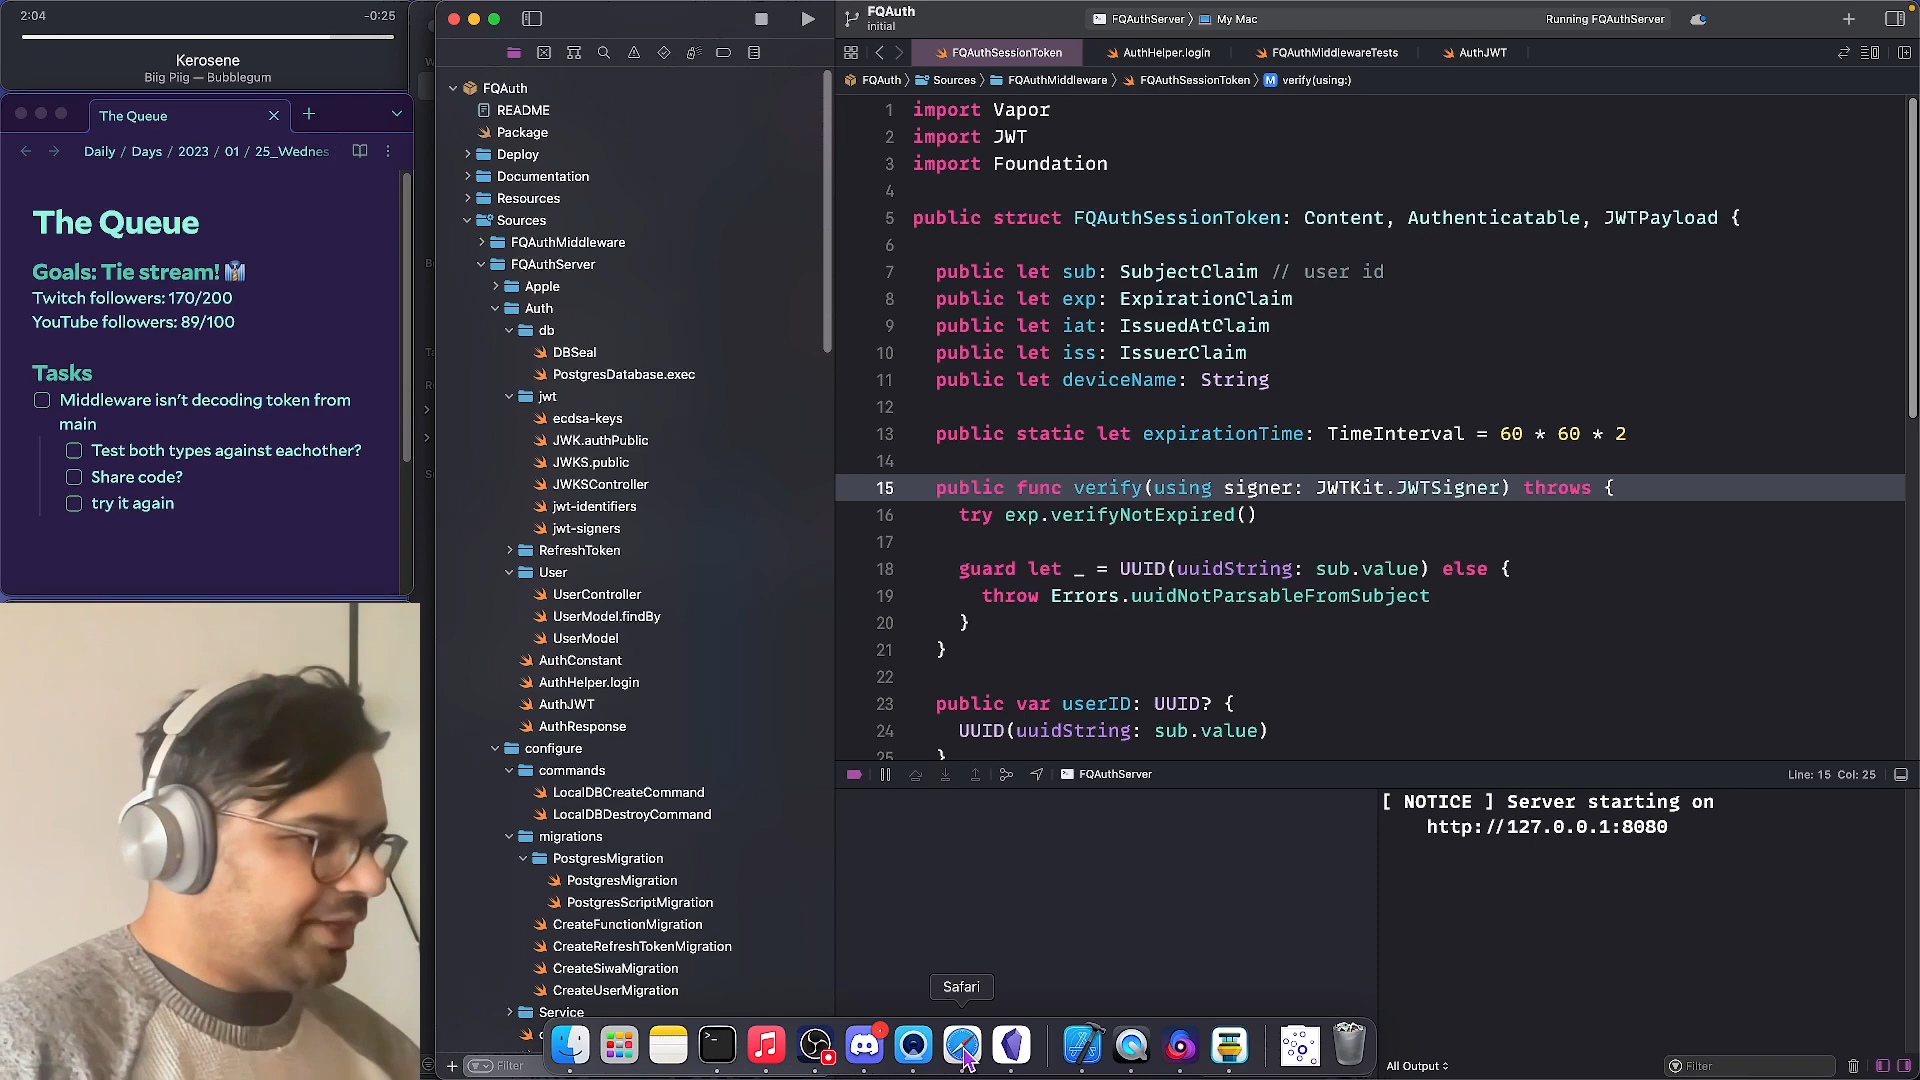 2:04
-0:25
Kerosene
Biig Piig — Bubblegum
The Queue
Daily / Days / 2023 / 01 / 25_Wednes
The Queue
Goals: Tie stream!
Twitch followers: 170/200
YouTube followers: 89/100
Tasks
Middleware isn't decoding token from
main
Test both types against eachother?
Share code?
try it again
FQAuth
README
Package
Deploy
Documentation
Resources
Sources
FQAuthMiddleware
FQAuthServer
Apple
Auth
db
DBSeal
PostgresDatabase.exec
jwt
ecdsa-keys
JWK.authPublic
JWKS.public
JWKSController
jwt-identifiers
jwt-signers
RefreshToken
User
UserController
UserModel.findBy
UserModel
AuthConstant
AuthHelper.login
AuthJWT
AuthResponse
configure
commands
LocalDBCreateCommand
LocalDBDestroyCommand
migrations
PostgresMigration
PostgresMigration
PostgresScriptMigration
CreateFunctionMigration
CreateRefreshTokenMigration
CreateSiwaMigration
CreateUserMigration
Service
Filter
FQAuth
initial
FQAuthServer
My Mac
Running FQAuthServer
FQAuthSessionToken
AuthHelper.login
FQAuthMiddlewareTests
AuthJWT
FQAuth
Sources
FQAuthMiddleware
FQAuthSessionToken
M verify(using:)
1 import Vapor
2 import JWT
3 import Foundation
4
5 public struct FQAuthSessionToken: Content, Authenticatable, JWTPayload {
6
7 public let sub: SubjectClaim // user id
8 public let exp: ExpirationClaim
9 public let iat: IssuedAtClaim
10 public let iss: IssuerClaim
11 public let deviceName: String
12
13 public static let expirationTime: TimeInterval = 60 * 60 * 2
14
15 public func verify(using signer: JWTKit.JWTSigner) throws {
16 try exp.verifyNotExpired()
17
18 guard let _ = UUID(uuidString: sub.value) else {
19 throw Errors.uuidNotParsableFromSubject
20 }
21 }
22
23 public var userID: UUID? {
24 UUID(uuidString: sub.value)
25 }
FQAuthServer
Line: 15 Col: 25
[ NOTICE ] Server starting on
http://127.0.0.1:8080
Safari
All Output
Filter